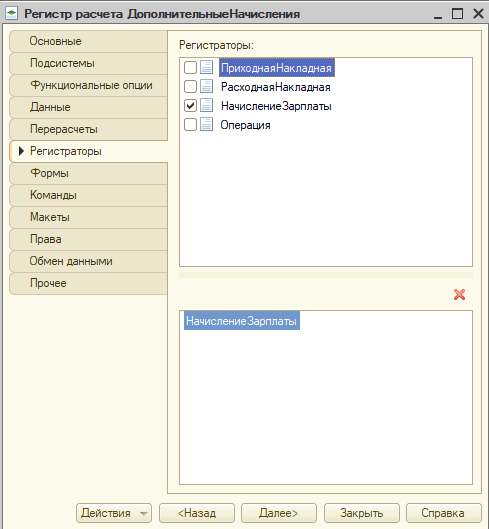 Регистр расчета ДополнительныеНачисления
Основные
Подсистемы
Функциональные опции
Данные
Перерасчеты
Регистраторы
Формы
Команды
Макеты
Права
Обмен данными
Прочее
Регистраторы:
ПриходнаяНакладная
РасходнаяНакладная
НачислениеЗарплаты
Операция
НачислениеЗарплаты
Действия
<Назад
Далее>
Закрыть
Справка